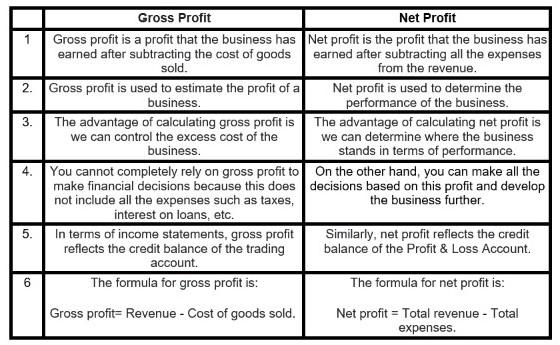 Gross Profit
Net Profit
1
Gross profit is a profit that the business has
earned after subtracting the cost of goods
sold.
Net profit is the profit that the business has
earned after subtracting all the expenses
from the revenue.
2.
Gross profit is used to estimate the profit of a
business.
Net profit is used to determine the
performance of the business.
3.
The advantage of calculating gross profit is
we can control the excess cost of the
business.
The advantage of calculating net profit is
we can determine where the business
stands in terms of performance.
4.
You cannot completely rely on gross profit to
make financial decisions because this does
not include all the expenses such as taxes,
interest on loans, etc.
On the other hand, you can make all the
decisions based on this profit and develop
the business further.
5.
In terms of income statements, gross profit
reflects the credit balance of the trading
account.
Similarly, net profit reflects the credit
balance of the Profit & Loss Account.
6
The formula for gross profit is:
Gross profit= Revenue - Cost of goods sold.
The formula for net profit is:
Net profit = Total revenue - Total
expenses.